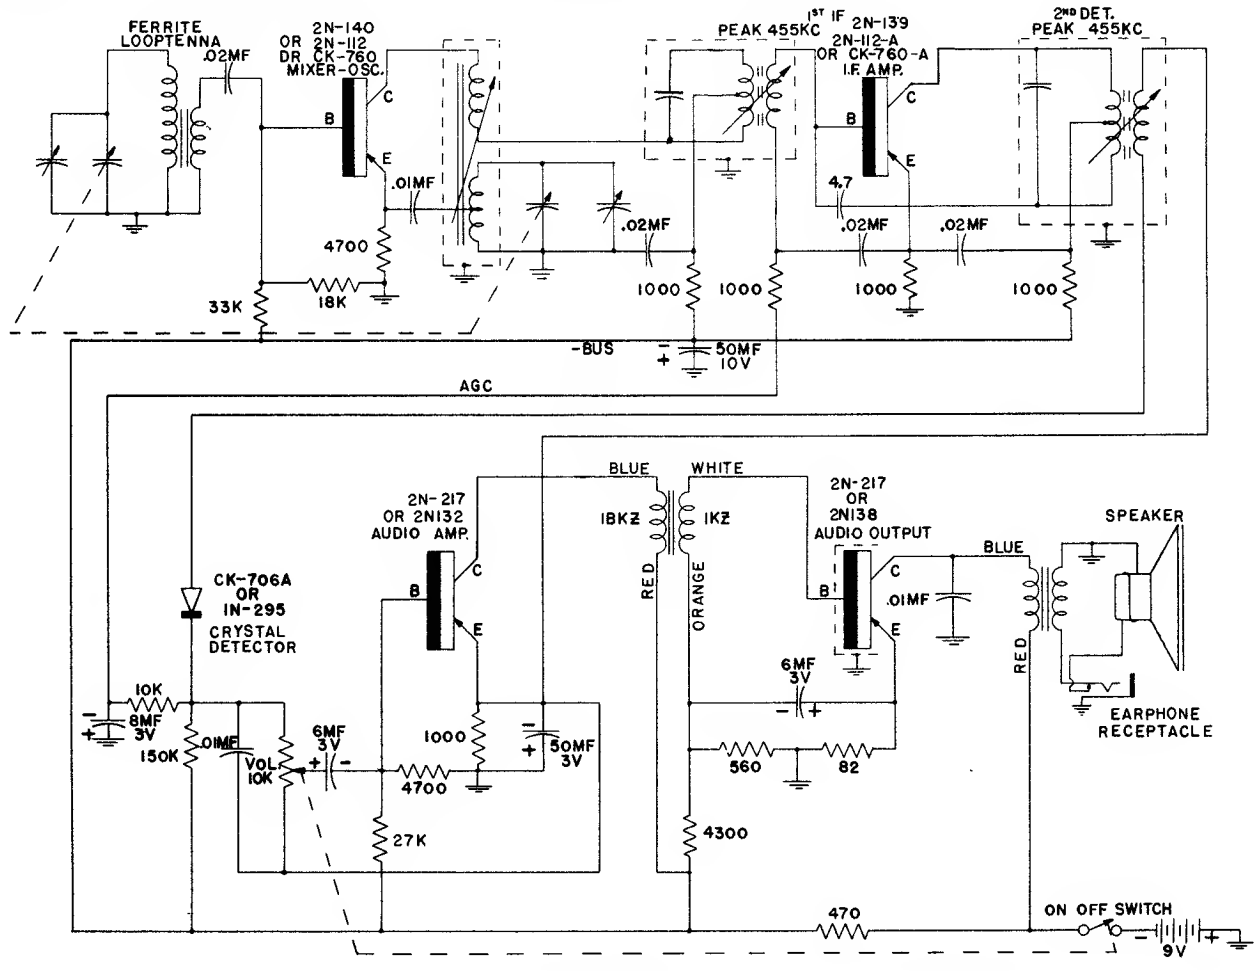 FERRITE
LOOPTENNA
.02MF
2N-140
OR 2N-112
DR CK-760
MIXER-OSC.
B
C
E
.01MF
4700
18K
33K
1ST IF
PEAK 455KC
2N-139
2N-112-A
OR CK-760-A
I.F. AMP.
B
C
E
4.7
2ND DET.
PEAK 455KC
.02MF
.02MF
.02MF
1000
1000
1000
1000
-BUS
-
+
50MF
10V
AGC
BLUE
WHITE
2N-217
OR 2N132
AUDIO AMP.
18KZ
1KZ
RED
ORANGE
2N-217
OR
2N138
AUDIO OUTPUT
B
C
E
B
C
E
.01MF
BLUE
RED
SPEAKER
EARPHONE
RECEPTACLE
CK-706A
OR
IN-295
CRYSTAL
DETECTOR
10K
-
+
8MF
3V
150K
.01MF
VOL.
10K
6MF
3V
+ -
1000
4700
-
+
50MF
3V
27K
6MF
3V
- +
560
82
4300
470
ON OFF SWITCH
- +
9V